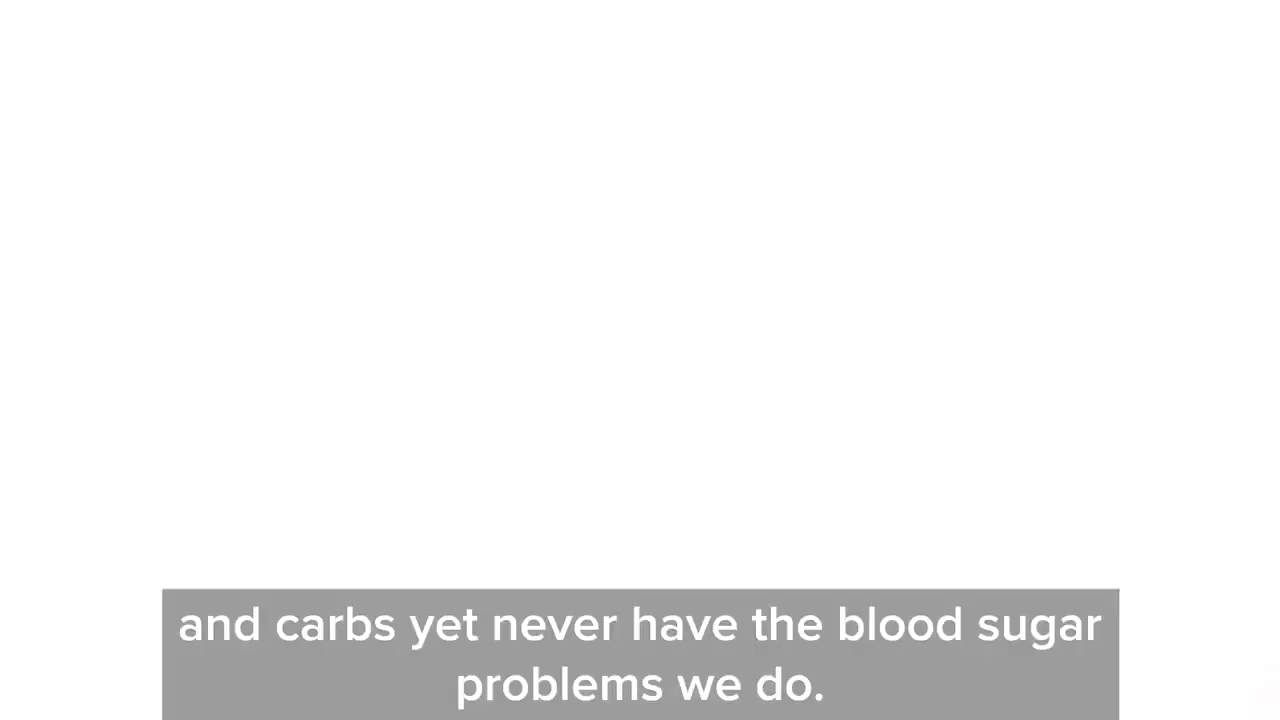 and carbs yet never have the blood sugar
problems we do.